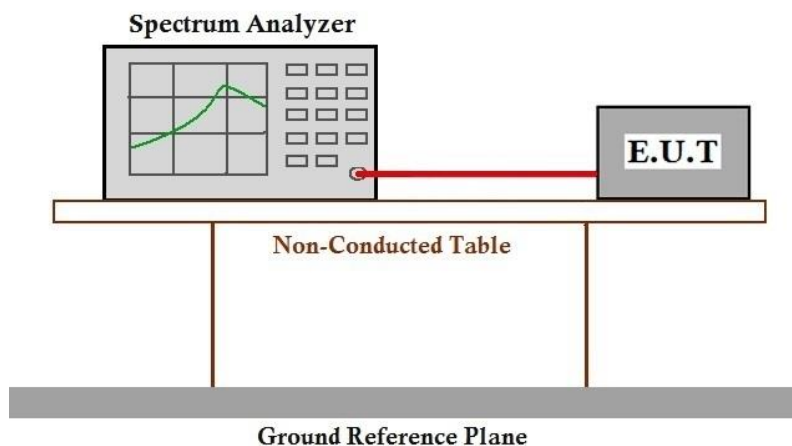 Spectrum Analyzer
E.U.T
Non-Conducted Table
Ground Reference Plane